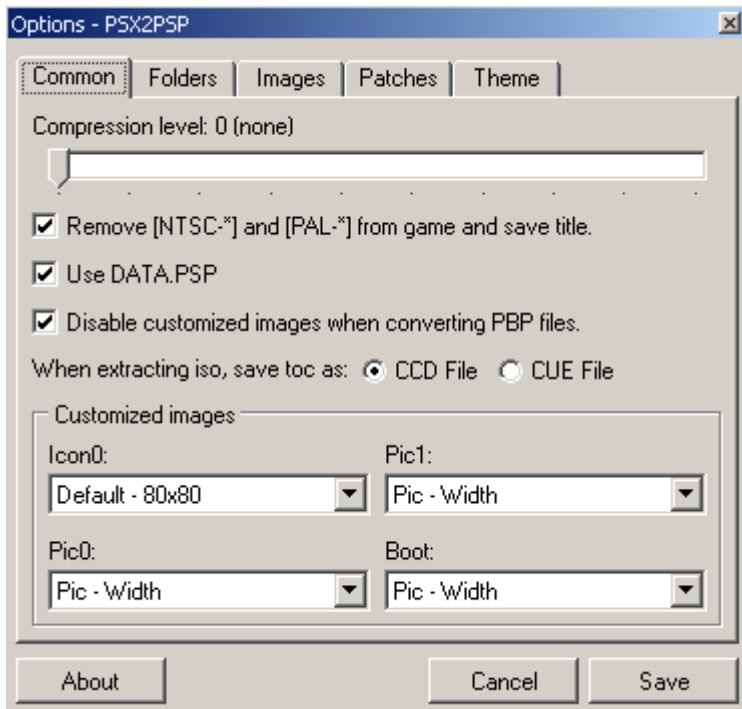 Options - PSX2PSP
Common Folders Images Patches Theme
Compression level: 0 (none)
Remove [NTSC-*] and [PAL-*] from game and save title.
Use DATA.PSP
Disable customized images when converting PBP files.
When extracting iso, save toc as: CCD File CUE File
Customized images
Icon0: Pic1:
Default - 80x80 Pic - Width
Pic0: Boot:
Pic - Width Pic - Width
About Cancel Save